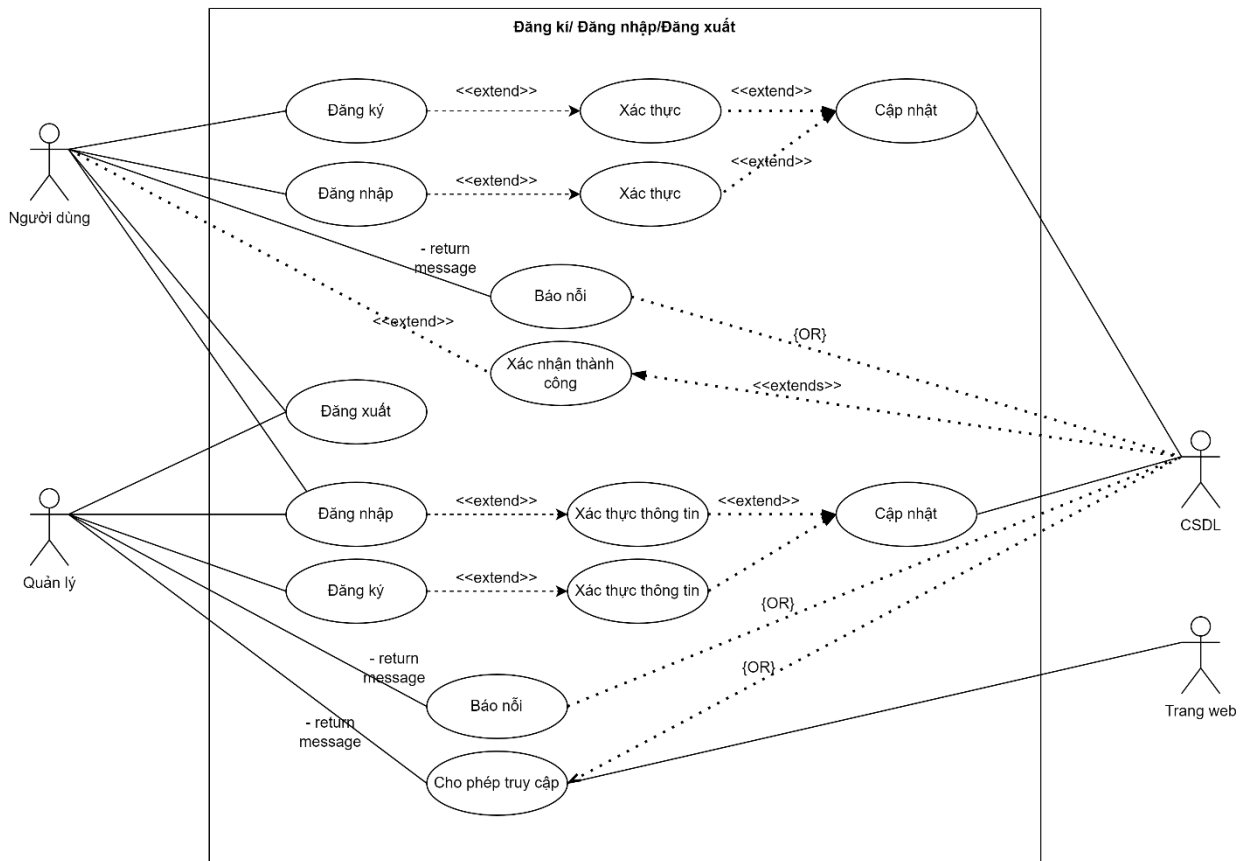 Đăng kí/ Đăng nhập/Đăng xuất
Đăng ký
<<extend>>
Xác thực
<<extend>>
Cập nhật
<<extend>>
Đăng nhập
<<extend>>
Xác thực
Người dùng
- return
message
Báo nỗi
<<extend>>
{OR}
Xác nhận thành
công
<<extends>>
Đăng xuất
Đăng nhập
<<extend>>
Xác thực thông tin
<<extend>>
Cập nhật
CSDL
Quản lý
Đăng ký
<<extend>>
Xác thực thông tin
{OR}
- return
message
{OR}
Báo nỗi
Trang web
- return
message
Cho phép truy cập